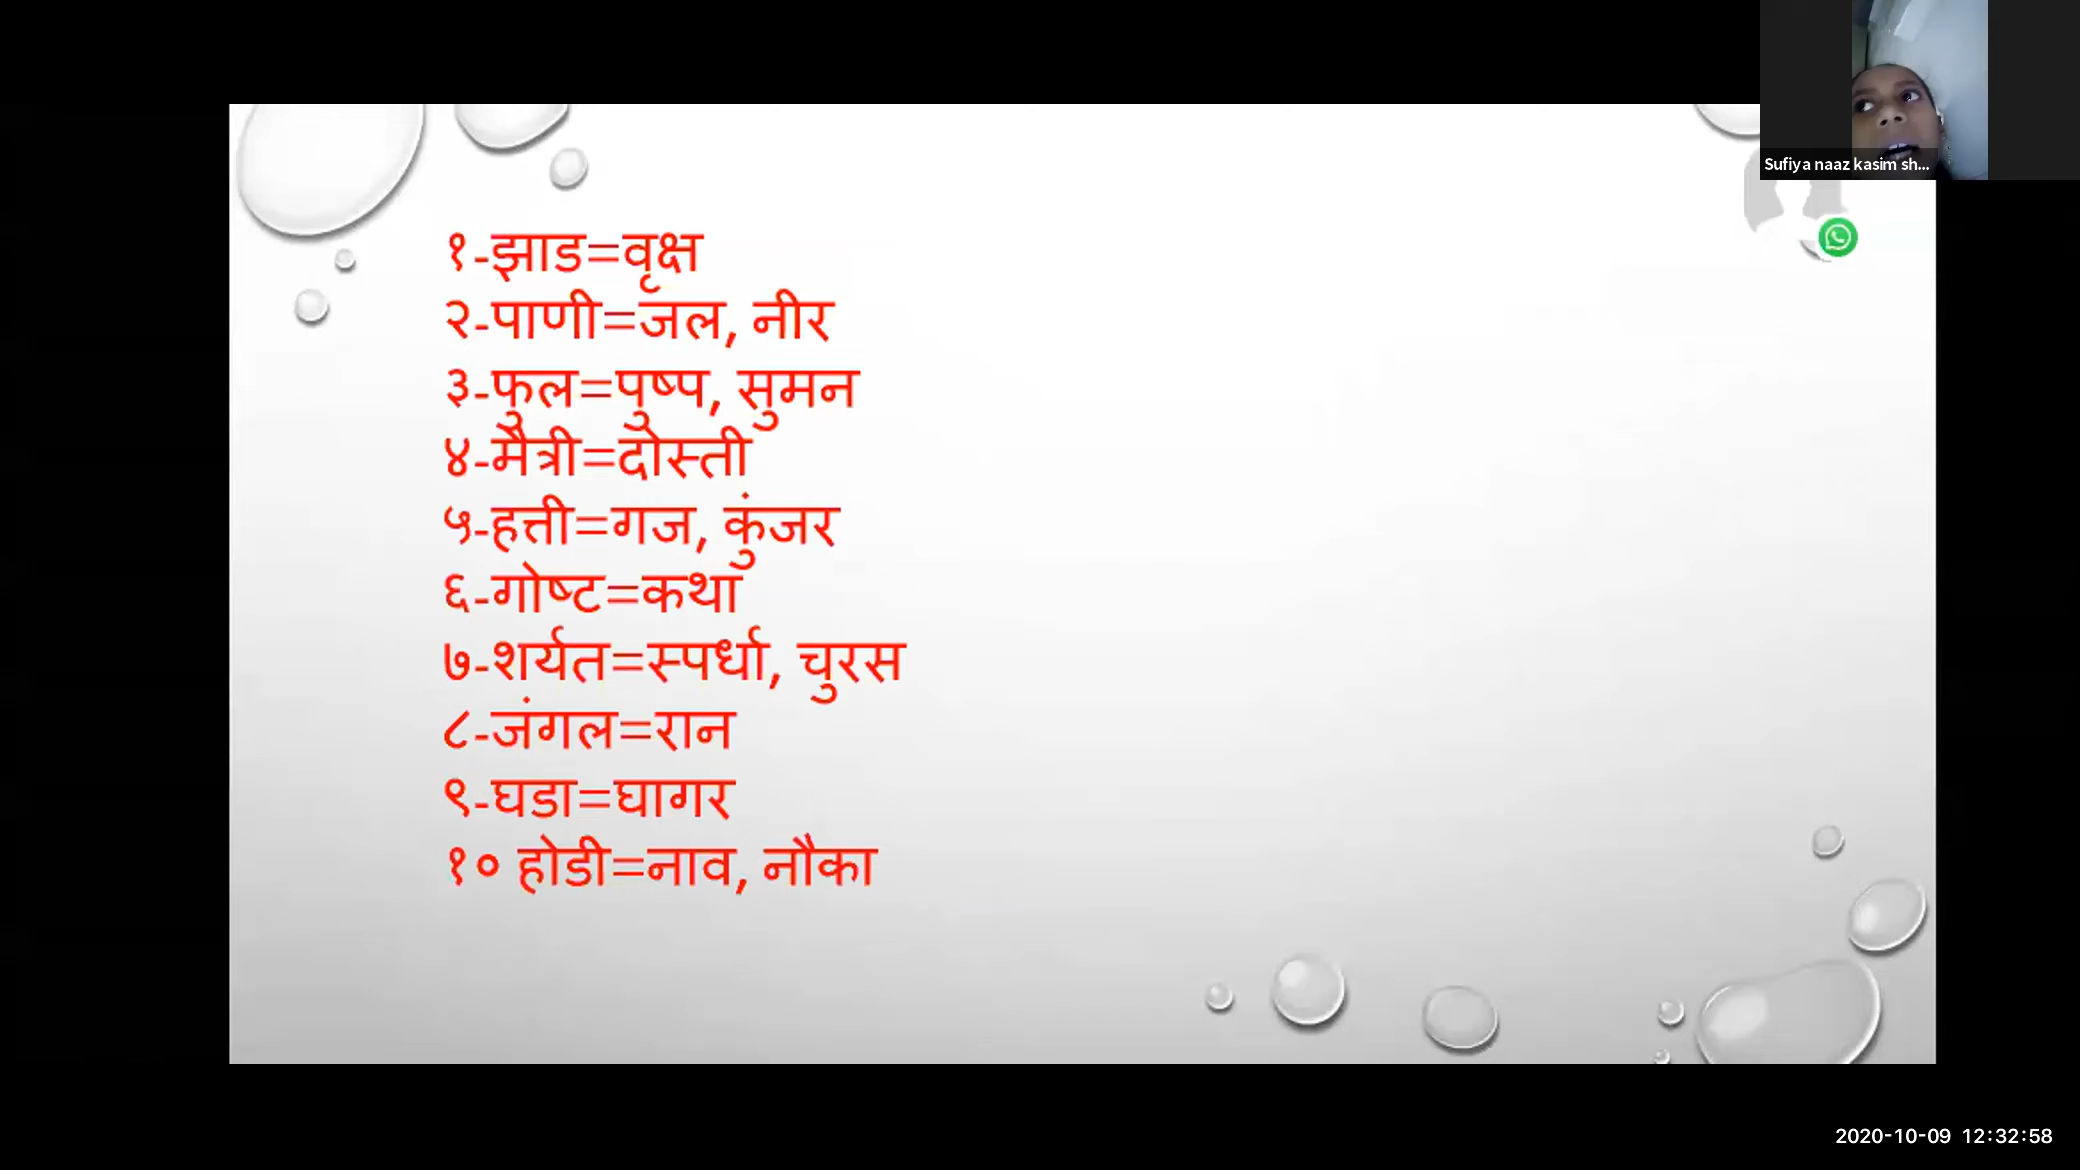 Sufiya naaz kasim sh...
१-झाड=वृक्ष
२-पाणी=जल, नीर
३-फुल=पुष्प, सुमन
४-मैत्री=दोस्ती
५-हत्ती=गज, कुंजर
६-गोष्ट=कथा
७-शर्यत=स्पर्धा, चुरस
८-जंगल=रान
९-घडा=घागर
१० होडी=नाव, नौका
2020-10-09 12:32:58